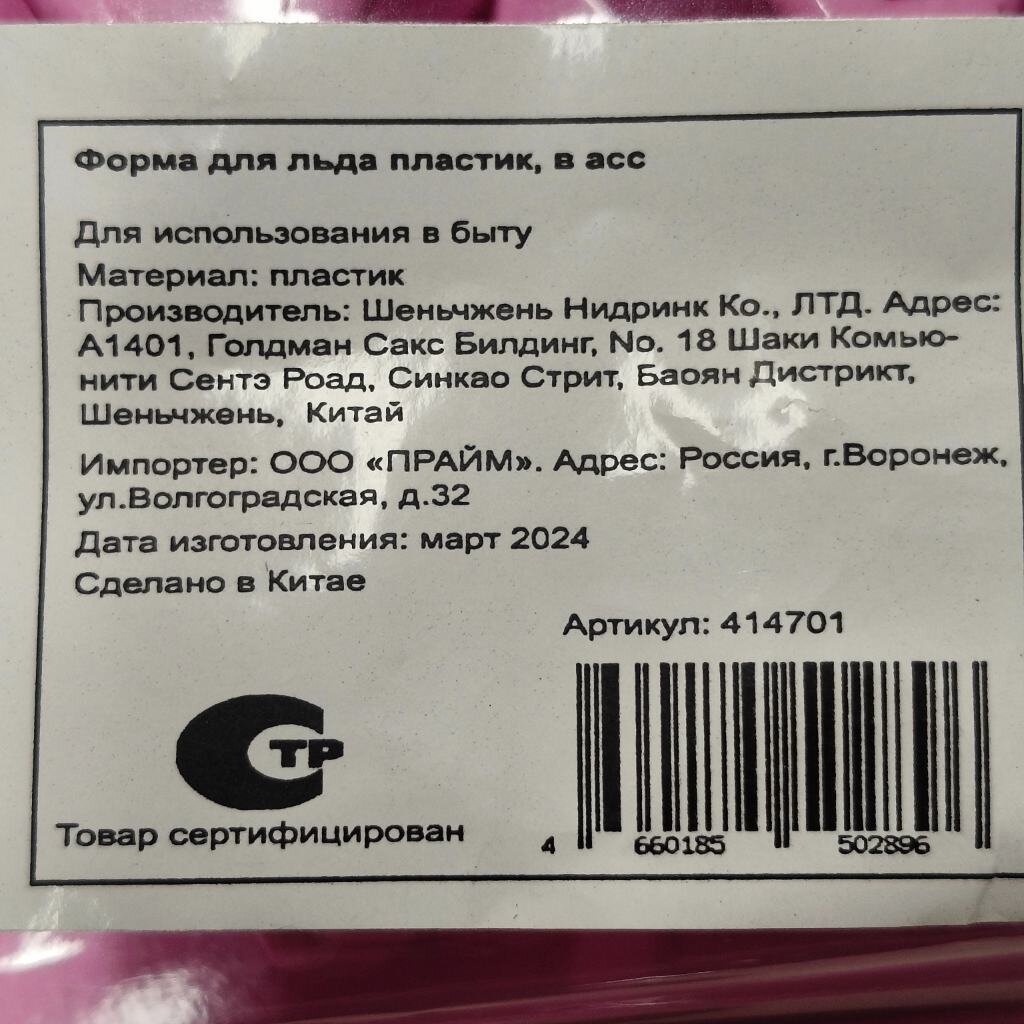 Форма для льда пластик, в асс
Для использования в быту
Материал: пластик
Производитель: Шеньчжень Нидринк Ко., ЛТД. Адрес:
А1401, Голдман Сакс Билдинг, No. 18 Шаки Комью-
нити Сентэ Роад, Синкао Стрит, Баоян Дистрикт,
Шеньчжень, Китай
Импортер: ООО «ПРАЙМ». Адрес: Россия, г.Воронеж,
ул.Волгоградская, д.32
Дата изготовления: март 2024
Сделано в Китае
Артикул: 414701
СТР
Товар сертифицирован
4 660185 502896